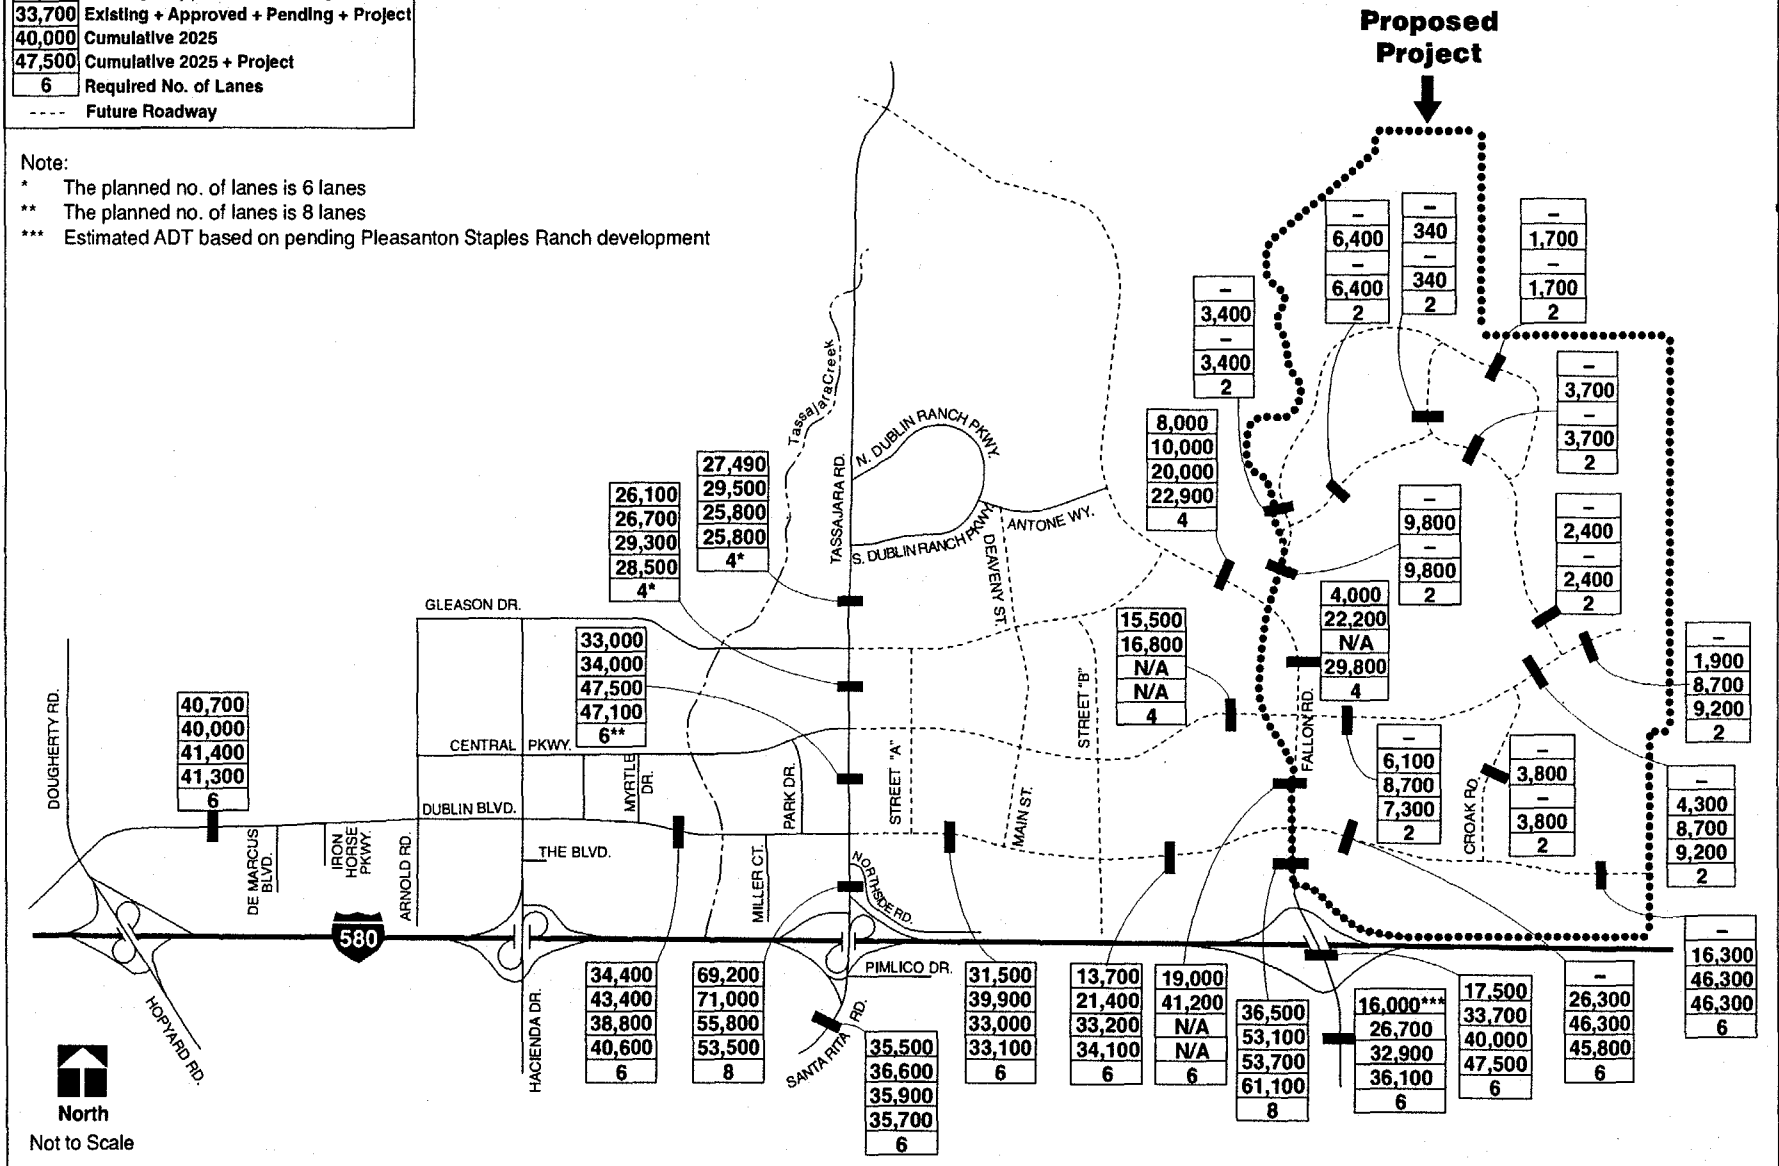 33,700 Existing + Approved + Pending + Project
40,000 Cumulative 2025
47,500 Cumulative 2025 + Project
6 Required No. of Lanes
---- Future Roadway
Note:
* The planned no. of lanes is 6 lanes
** The planned no. of lanes is 8 lanes
*** Estimated ADT based on pending Pleasanton Staples Ranch development
Proposed
Project
–
6,400
–
6,400
2
–
340
–
340
2
–
1,700
–
1,700
2
–
3,400
–
3,400
2
–
3,700
–
3,700
2
8,000
10,000
20,000
22,900
4
–
9,800
–
9,800
2
–
2,400
–
2,400
2
27,490
29,500
25,800
25,800
4*
26,100
26,700
29,300
28,500
4*
33,000
34,000
47,500
47,100
6**
40,700
40,000
41,400
41,300
6
15,500
16,800
N/A
N/A
4
4,000
22,200
N/A
29,800
4
–
1,900
8,700
9,200
2
–
6,100
8,700
7,300
2
–
3,800
–
3,800
2
–
4,300
8,700
9,200
2
–
16,300
46,300
46,300
6
34,400
43,400
38,800
40,600
6
69,200
71,000
55,800
53,500
8
35,500
36,600
35,900
35,700
6
31,500
39,900
33,000
33,100
6
13,700
21,400
33,200
34,100
6
19,000
41,200
N/A
N/A
6
36,500
53,100
53,700
61,100
8
16,000***
26,700
32,900
36,100
6
17,500
33,700
40,000
47,500
6
–
26,300
46,300
45,800
6
Tassajara Creek
TASSAJARA RD.
N. DUBLIN RANCH PKWY.
S. DUBLIN RANCH PKWY.
ANTONE WY.
DEAVENY ST.
GLEASON DR.
CENTRAL PKWY.
DUBLIN BLVD.
DOUGHERTY RD.
DE MARCUS
BLVD.
IRON
HORSE
PKWY.
ARNOLD RD.
THE BLVD.
MYRTLE
DR.
PARK DR.
MILLER CT.
STREET "A"
MAIN ST.
STREET "B"
FALLON RD.
CROAK RD.
NORTHSIDE RD.
PIMLICO DR.
SANTA RITA RD.
HACIENDA DR.
HOPYARD RD.
580
North
Not to Scale